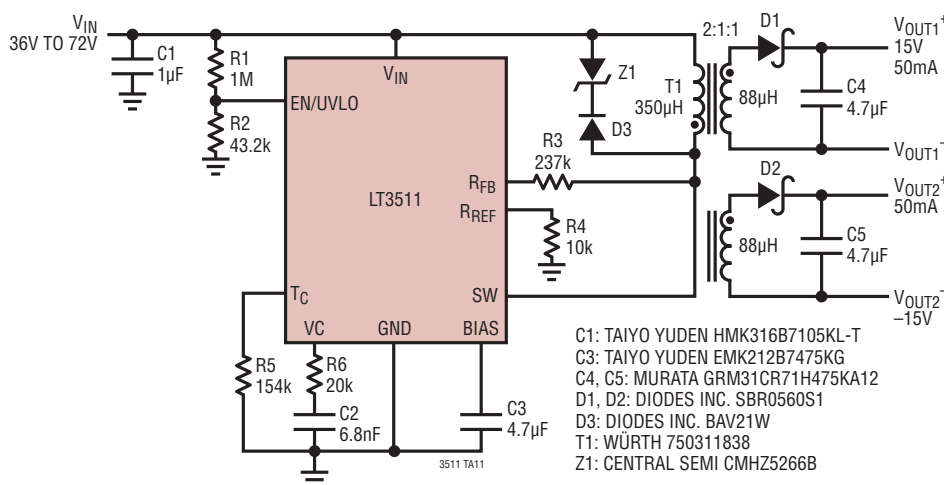 VIN
36V TO 72V
C1
1µF
R1
1M
R2
43.2k
VIN
EN/UVLO
LT3511
RFB
RREF
SW
TC
VC
GND
BIAS
Z1
D3
R3
237k
R4
10k
T1
350µH
2:1:1
88µH
D1
C4
4.7µF
VOUT1+
15V
50mA
VOUT1–
88µH
D2
C5
4.7µF
VOUT2+
50mA
VOUT2–
–15V
R5
154k
R6
20k
C2
6.8nF
C3
4.7µF
3511 TA11
C1: TAIYO YUDEN HMK316B7105KL-T
C3: TAIYO YUDEN EMK212B7475KG
C4, C5: MURATA GRM31CR71H475KA12
D1, D2: DIODES INC. SBR0560S1
D3: DIODES INC. BAV21W
T1: WÜRTH 750311838
Z1: CENTRAL SEMI CMHZ5266B